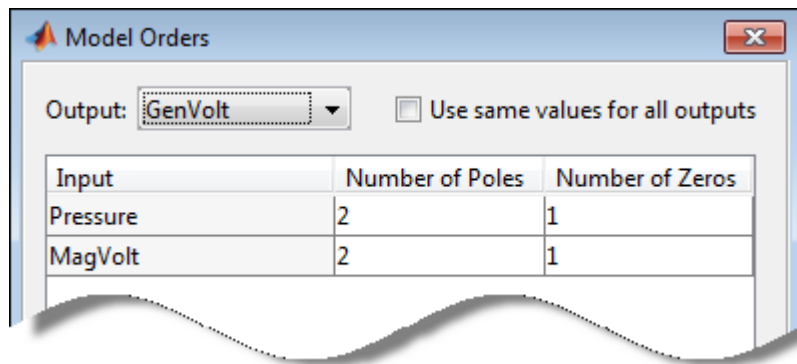 Model Orders
Output: GenVolt Use same values for all outputs
Input Number of Poles Number of Zeros
Pressure 2 1
MagVolt 2 1